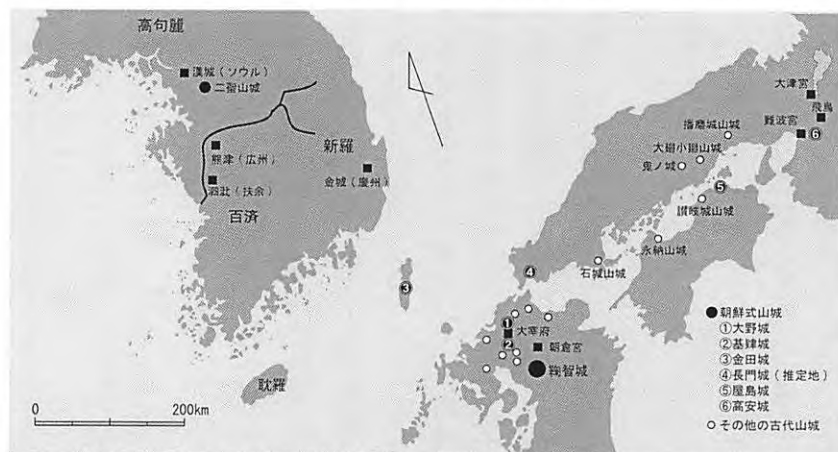 高句麗
漢城(ソウル)
二聖山城
熊津(広州)
新羅
泗沘(扶余)
金城(慶州)
百済
耽羅
0
200km
大津宮
飛鳥
難波宮
⑥
播磨城山城
大廻小廻山城
鬼ノ城
⑤
讃岐城山城
永納山城
石城山城
④
③
①
大宰府
②
朝倉宮
鞠智城
朝鮮式山城
①大野城
②基肄城
③金田城
④長門城(推定地)
⑤屋島城
⑥高安城
その他の古代山城